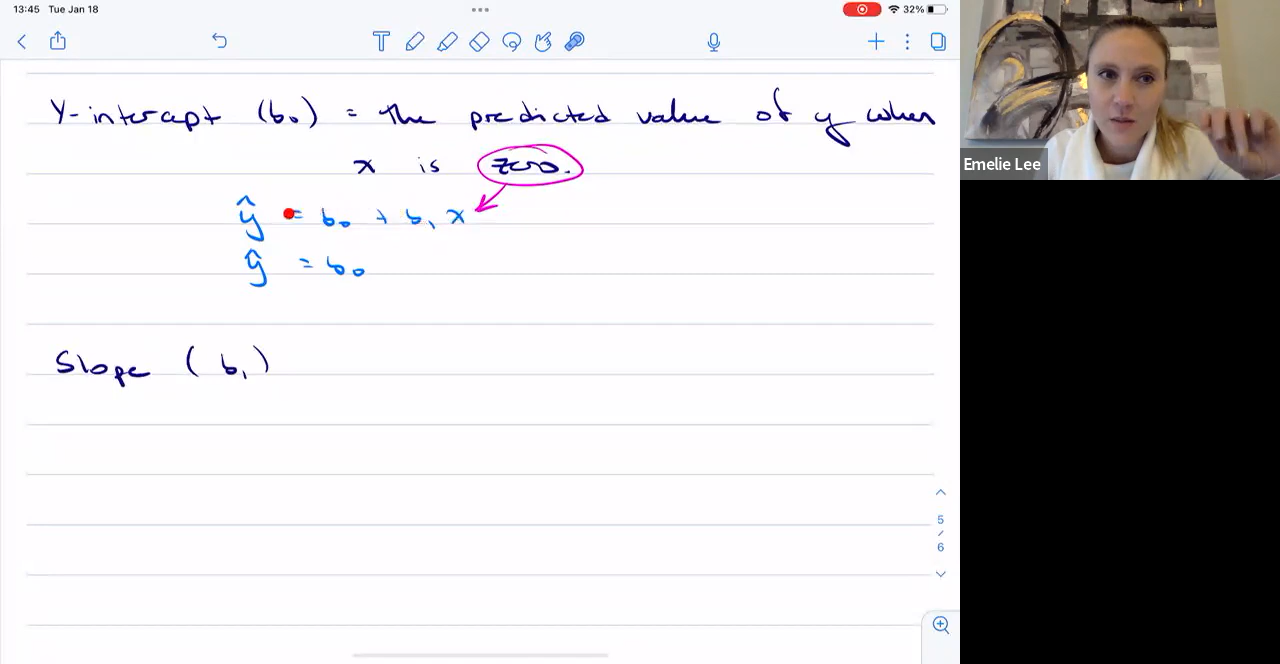 13:45 Tue Jan 18
32%
Y-intercept (b₀) = the predicted value of y when
x is zero.
ŷ = b₀ + b₁ x
ŷ = b₀
Slope (b₁)
Emelie Lee
5
/
6